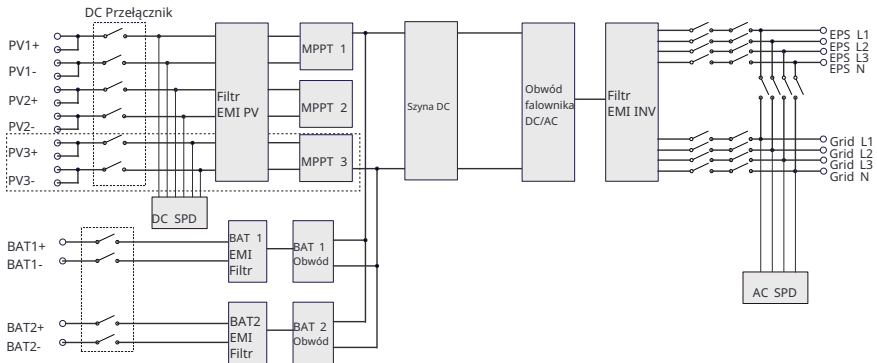 DC Przełącznik
PV1+
PV1-
PV2+
PV2-
PV3+
PV3-
Filtr
EMI PV
MPPT 1
MPPT 2
MPPT 3
DC SPD
Szyna DC
Obwód
falownika
DC/AC
Filtr
EMI INV
EPS L1
EPS L2
EPS L3
EPS N
Grid L1
Grid L2
Grid L3
Grid N
AC SPD
BAT1+
BAT1-
BAT 1
EMI
Filtr
BAT 1
Obwód
BAT2+
BAT2-
BAT2
EMI
Filtr
BAT 2
Obwód